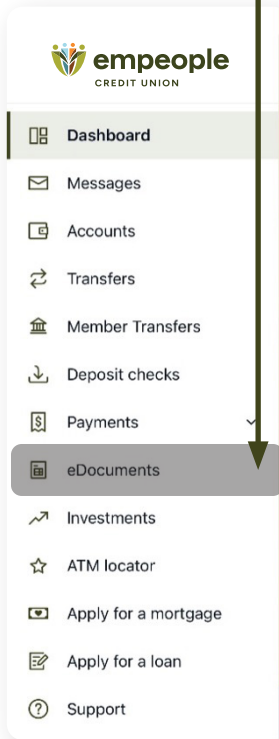 empeople
CREDIT UNION
Dashboard
Messages
Accounts
Transfers
Member Transfers
Deposit checks
Payments
eDocuments
Investments
ATM locator
Apply for a mortgage
Apply for a loan
Support